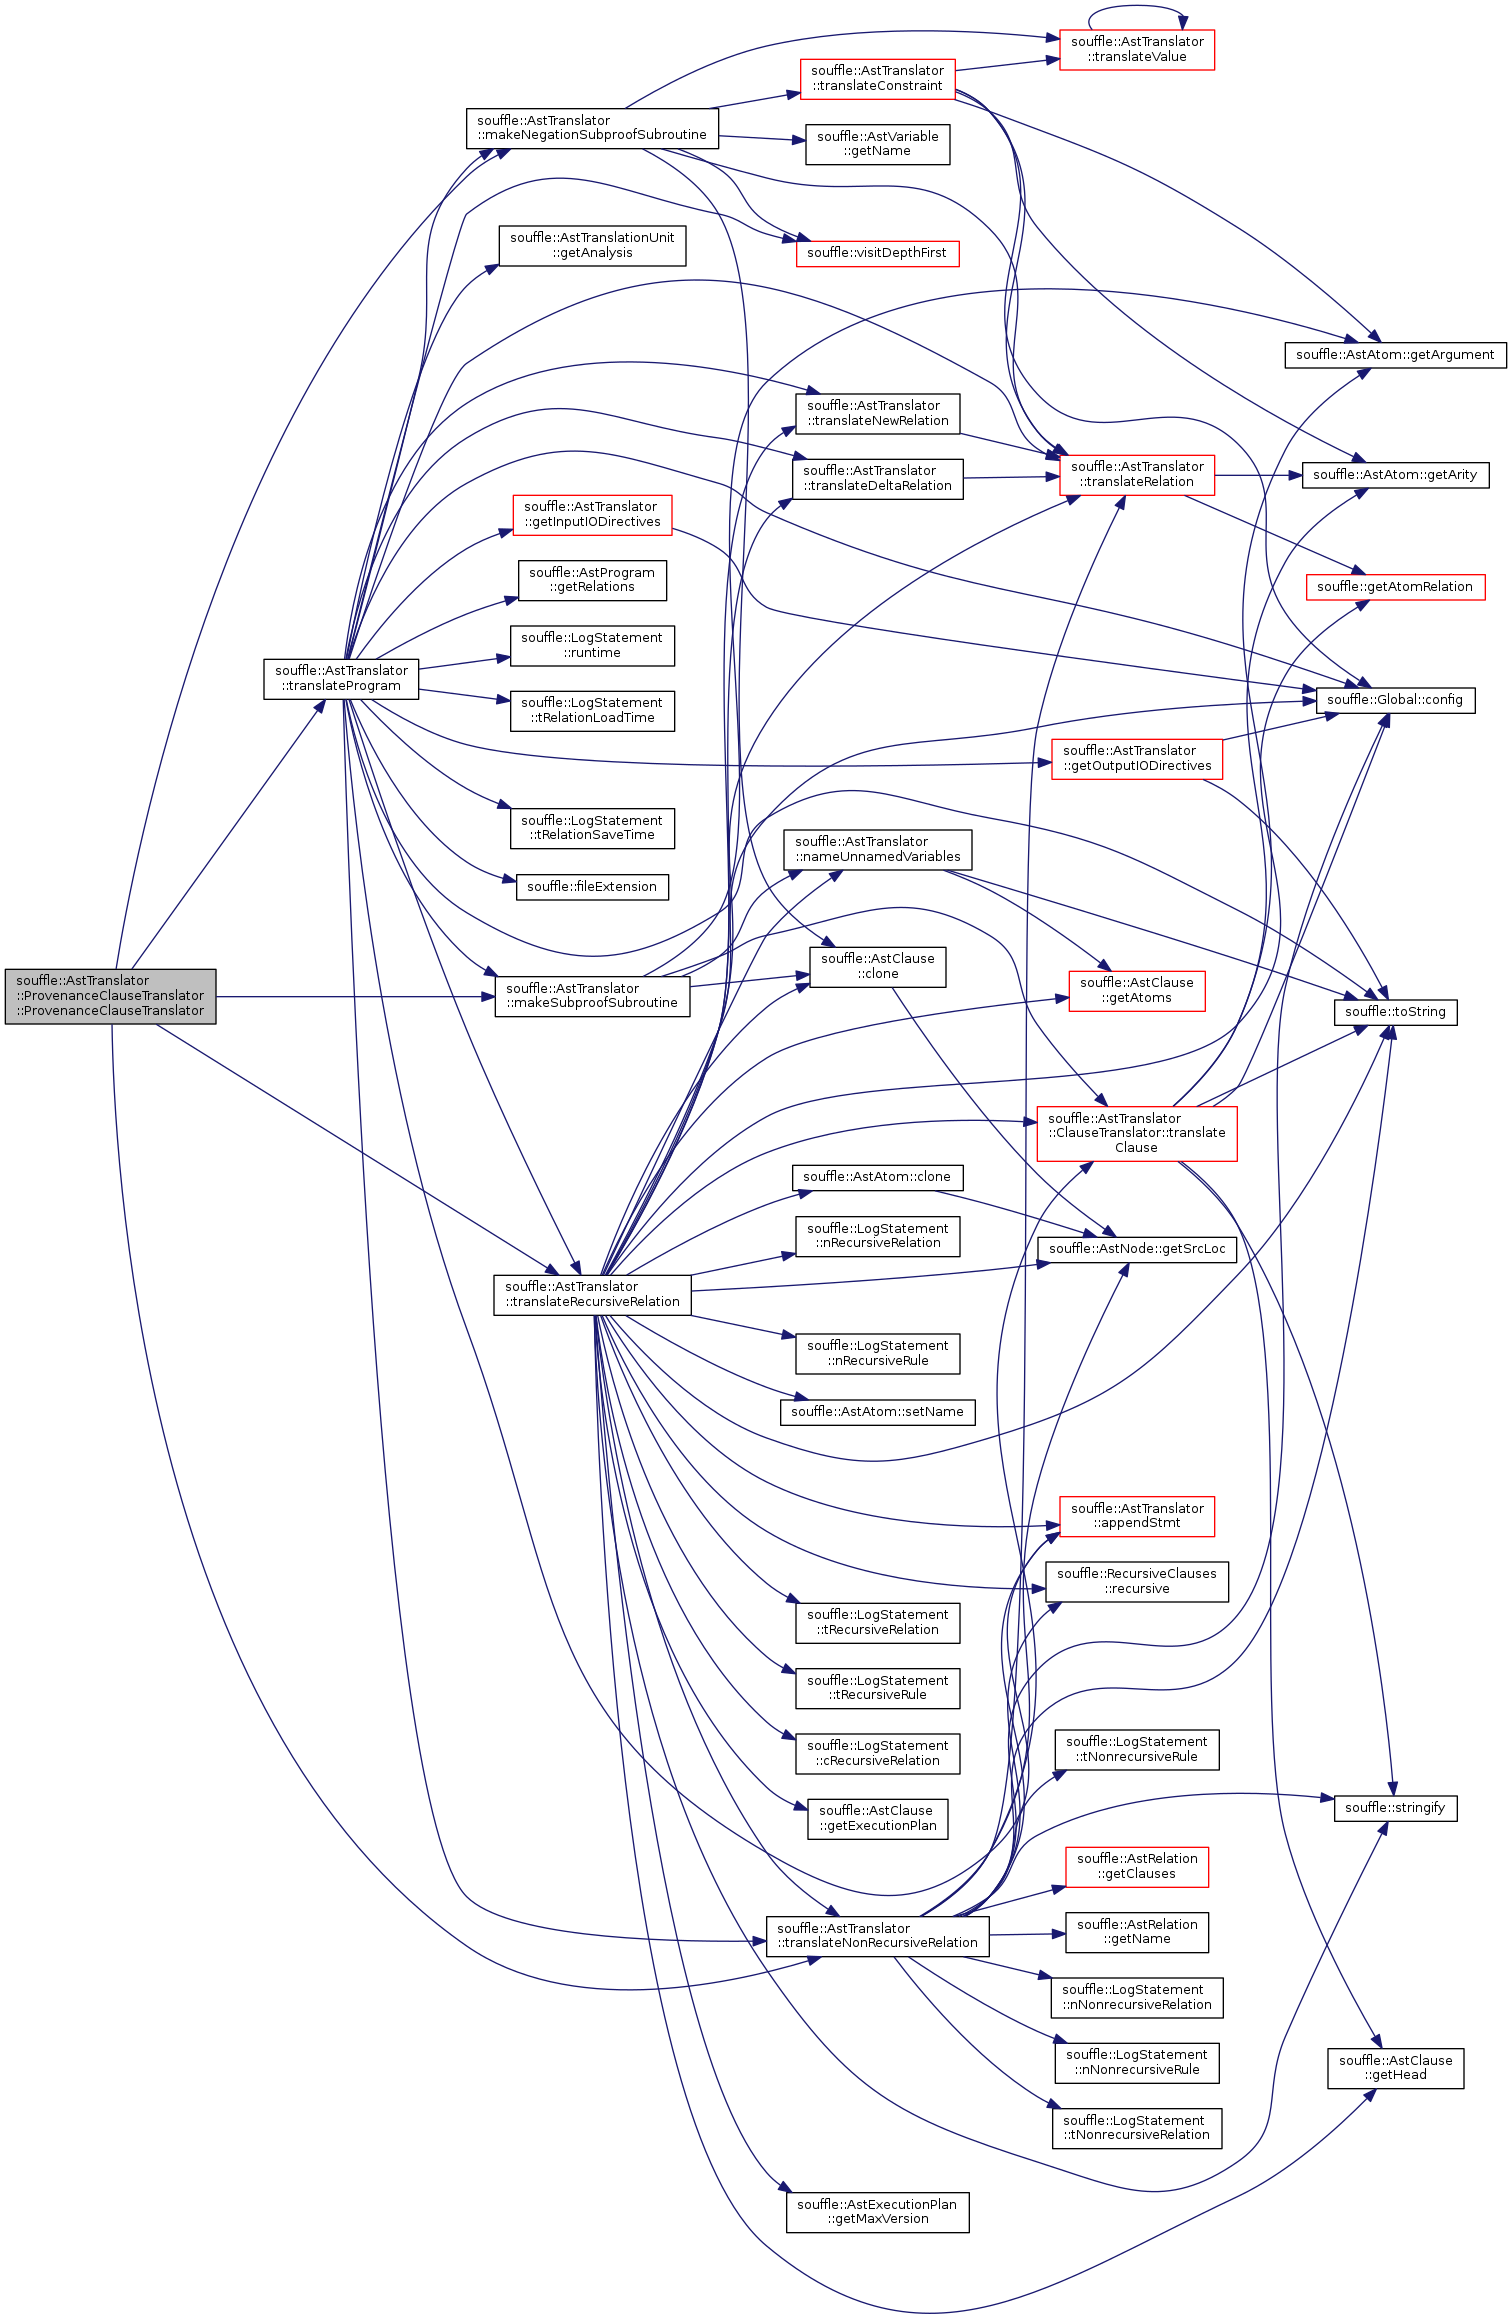 souffle::AstTranslator
::ProvenanceClauseTranslator
::ProvenanceClauseTranslator
souffle::AstTranslator
::translateProgram
souffle::AstTranslator
::makeNegationSubproofSubroutine
souffle::AstTranslationUnit
::getAnalysis
souffle::AstTranslator
::getInputIODirectives
souffle::AstProgram
::getRelations
souffle::LogStatement
::runtime
souffle::LogStatement
::tRelationLoadTime
souffle::LogStatement
::tRelationSaveTime
souffle::fileExtension
souffle::AstTranslator
::makeSubproofSubroutine
souffle::AstTranslator
::translateRecursiveRelation
souffle::AstTranslator
::translateConstraint
souffle::AstVariable
::getName
souffle::visitDepthFirst
souffle::AstTranslator
::translateNewRelation
souffle::AstTranslator
::translateDeltaRelation
souffle::AstTranslator
::nameUnnamedVariables
souffle::AstClause
::clone
souffle::AstAtom::clone
souffle::LogStatement
::nRecursiveRelation
souffle::LogStatement
::nRecursiveRule
souffle::AstAtom::setName
souffle::LogStatement
::tRecursiveRelation
souffle::LogStatement
::tRecursiveRule
souffle::LogStatement
::cRecursiveRelation
souffle::AstClause
::getExecutionPlan
souffle::AstTranslator
::translateNonRecursiveRelation
souffle::AstExecutionPlan
::getMaxVersion
souffle::AstTranslator
::translateValue
souffle::AstTranslator
::translateRelation
souffle::AstTranslator
::getOutputIODirectives
souffle::AstClause
::getAtoms
souffle::AstTranslator
::ClauseTranslator::translate
Clause
souffle::AstNode::getSrcLoc
souffle::AstTranslator
::appendStmt
souffle::RecursiveClauses
::recursive
souffle::LogStatement
::tNonrecursiveRule
souffle::AstRelation
::getClauses
souffle::AstRelation
::getName
souffle::LogStatement
::nNonrecursiveRelation
souffle::LogStatement
::nNonrecursiveRule
souffle::LogStatement
::tNonrecursiveRelation
souffle::AstAtom::getArgument
souffle::AstAtom::getArity
souffle::getAtomRelation
souffle::Global::config
souffle::toString
souffle::stringify
souffle::AstClause
::getHead